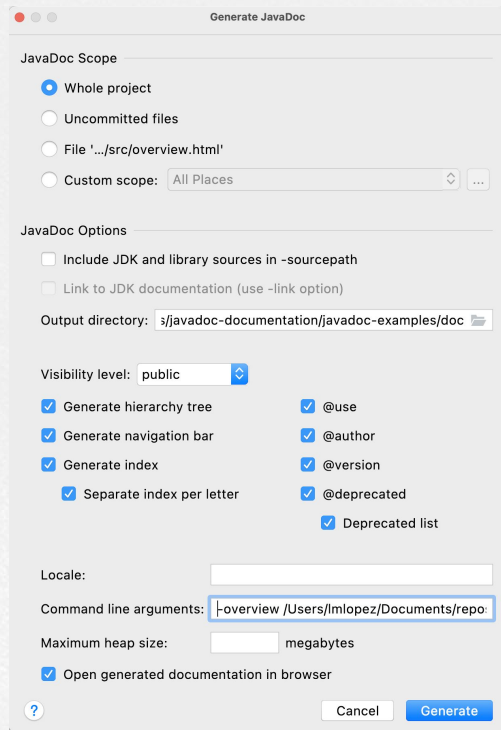 Generate JavaDoc
JavaDoc Scope
Whole project
Uncommitted files
File '.../src/overview.html'
Custom scope: All Places ...
JavaDoc Options
Include JDK and library sources in -sourcepath
Link to JDK documentation (use -link option)
Output directory: s/javadoc-documentation/javadoc-examples/doc
Visibility level: public
Generate hierarchy tree @use
Generate navigation bar @author
Generate index @version
Separate index per letter @deprecated
Deprecated list
Locale:
Command line arguments: -overview /Users/lmlopez/Documents/repo
Maximum heap size: megabytes
Open generated documentation in browser
? Cancel Generate